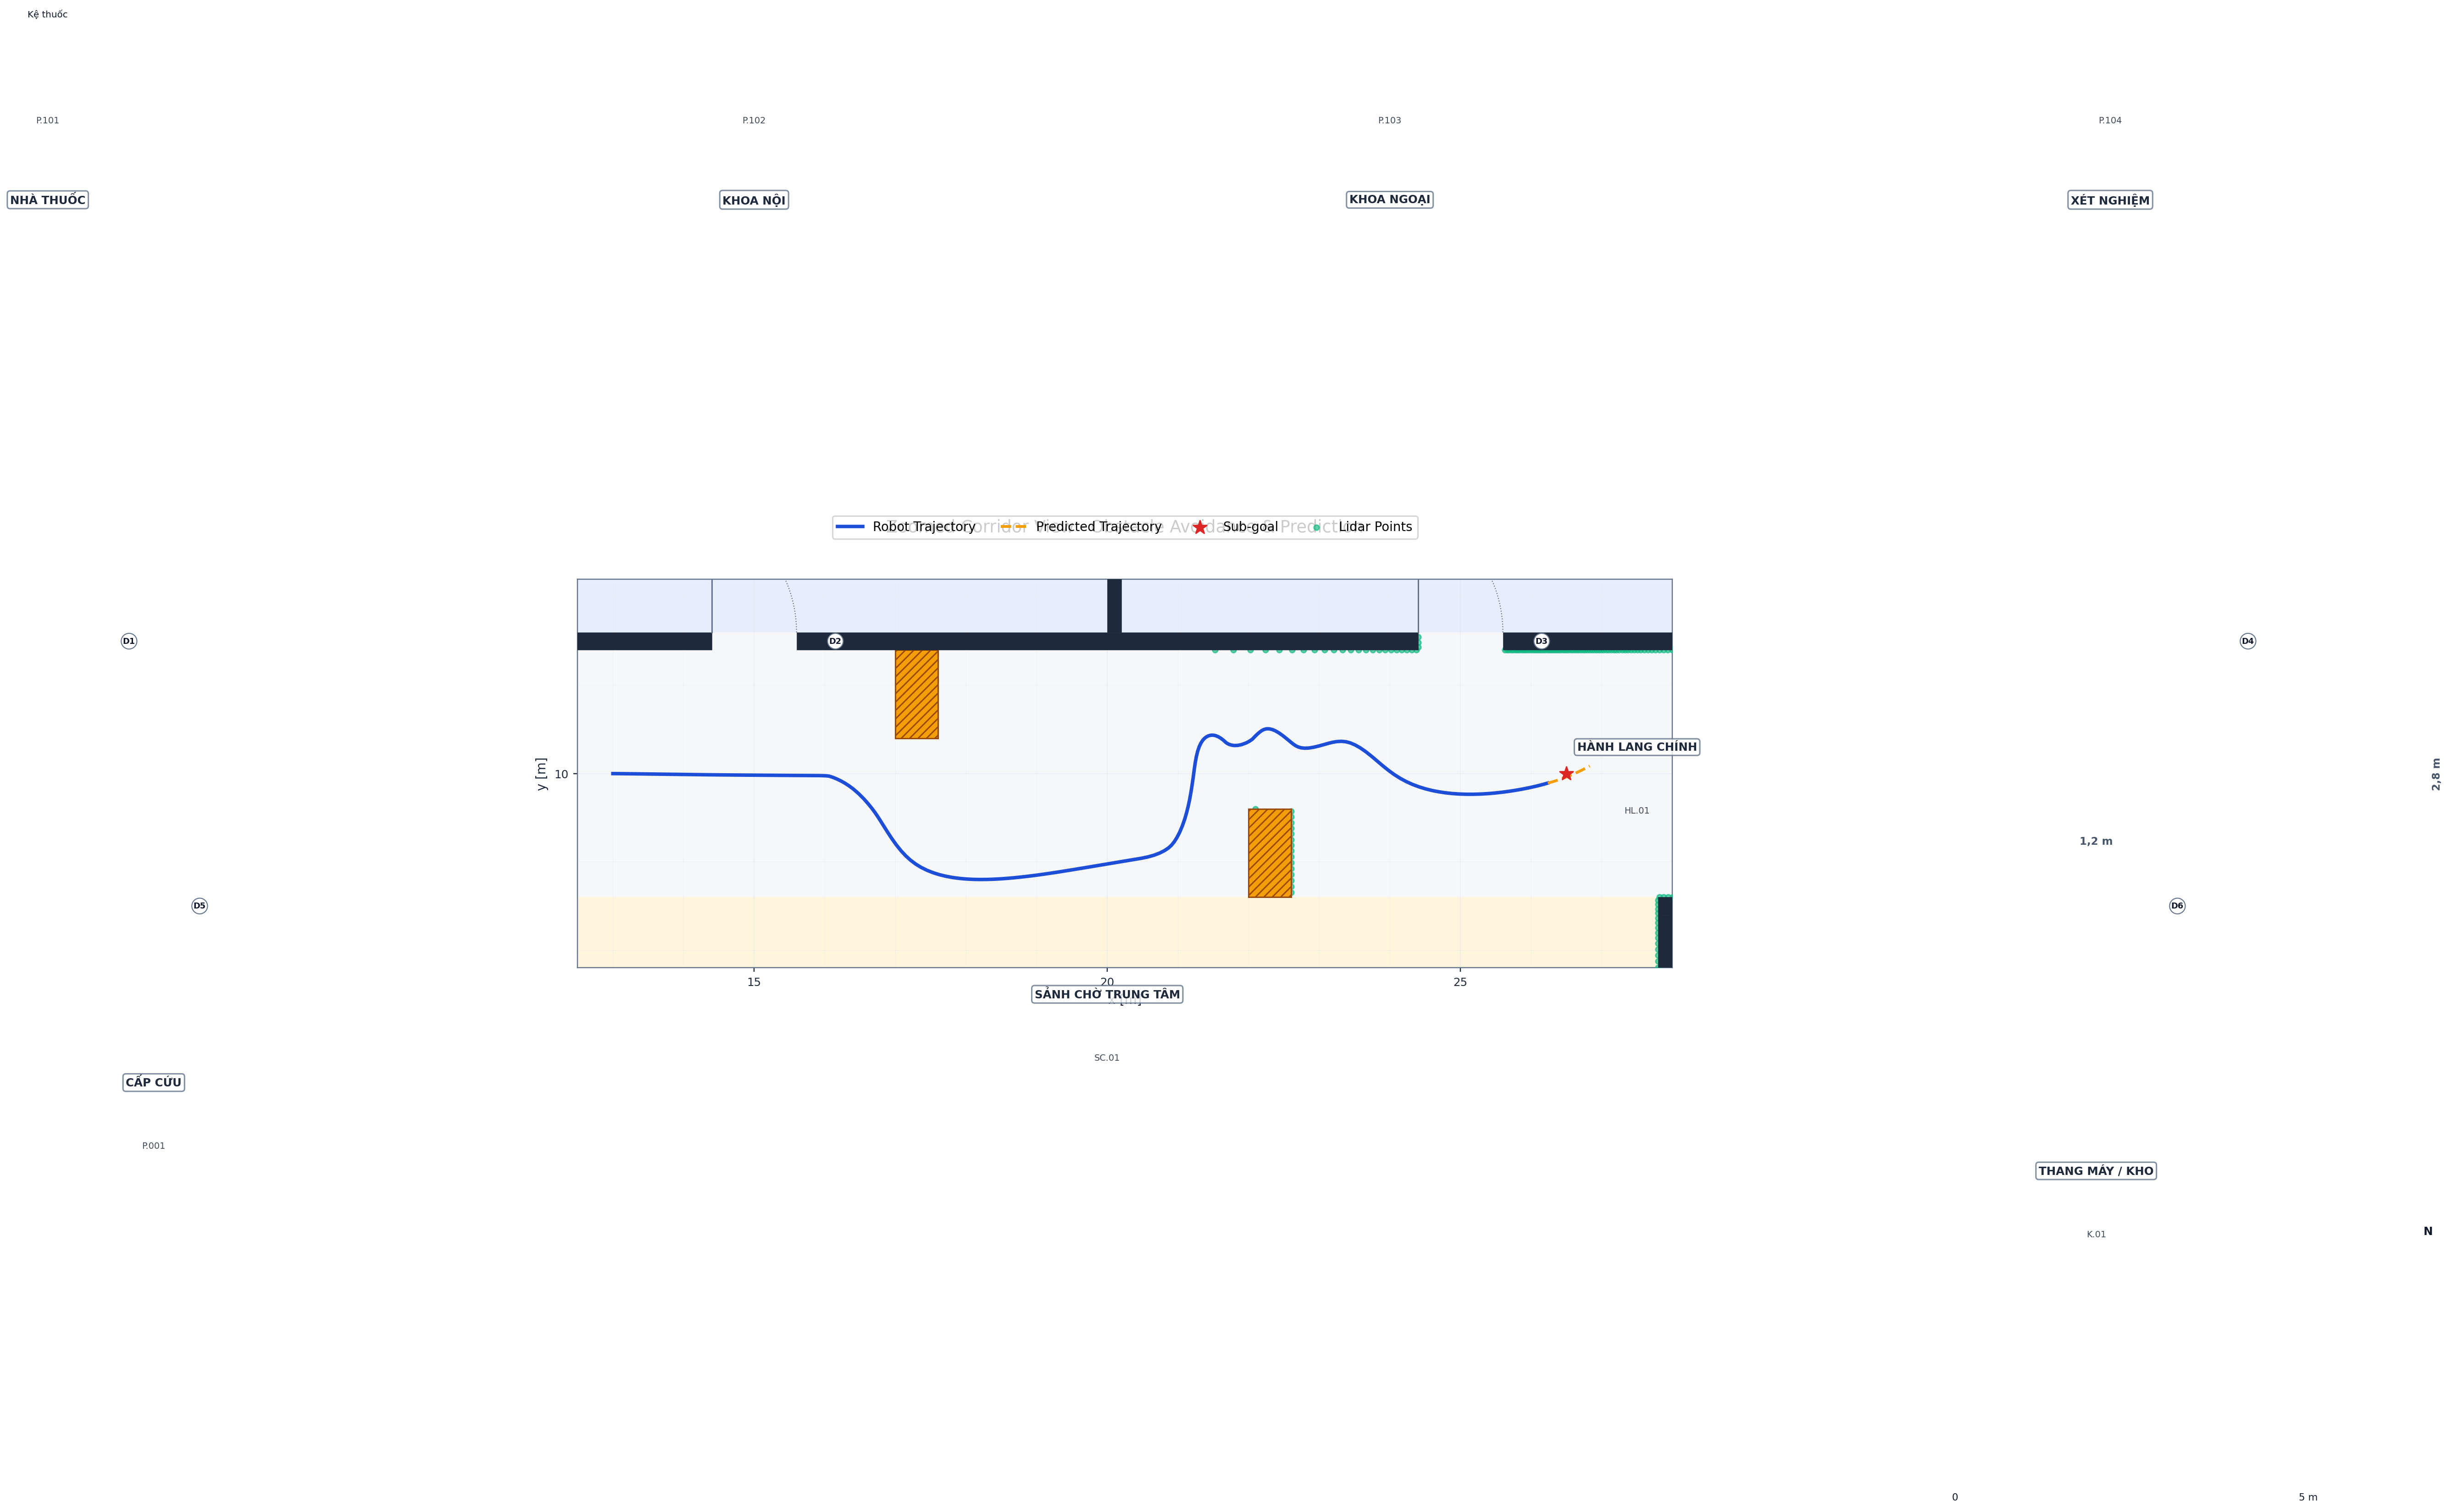 Kệ thuốc
P.101
P.102
P.103
P.104
NHÀ THUỐC
KHOA NỘI
KHOA NGOẠI
XÉT NGHIỆM
Robot Trajectory
Predicted Trajectory
Sub-goal
Lidar Points
D1
D2
D3
D4
HÀNH LANG CHÍNH
2,8 m
y [m]
10
HL.01
1,2 m
D5
D6
15
20
25
SẢNH CHỜ TRUNG TÂM
SC.01
CẤP CỨU
P.001
THANG MÁY / KHO
K.01
N
0
5 m